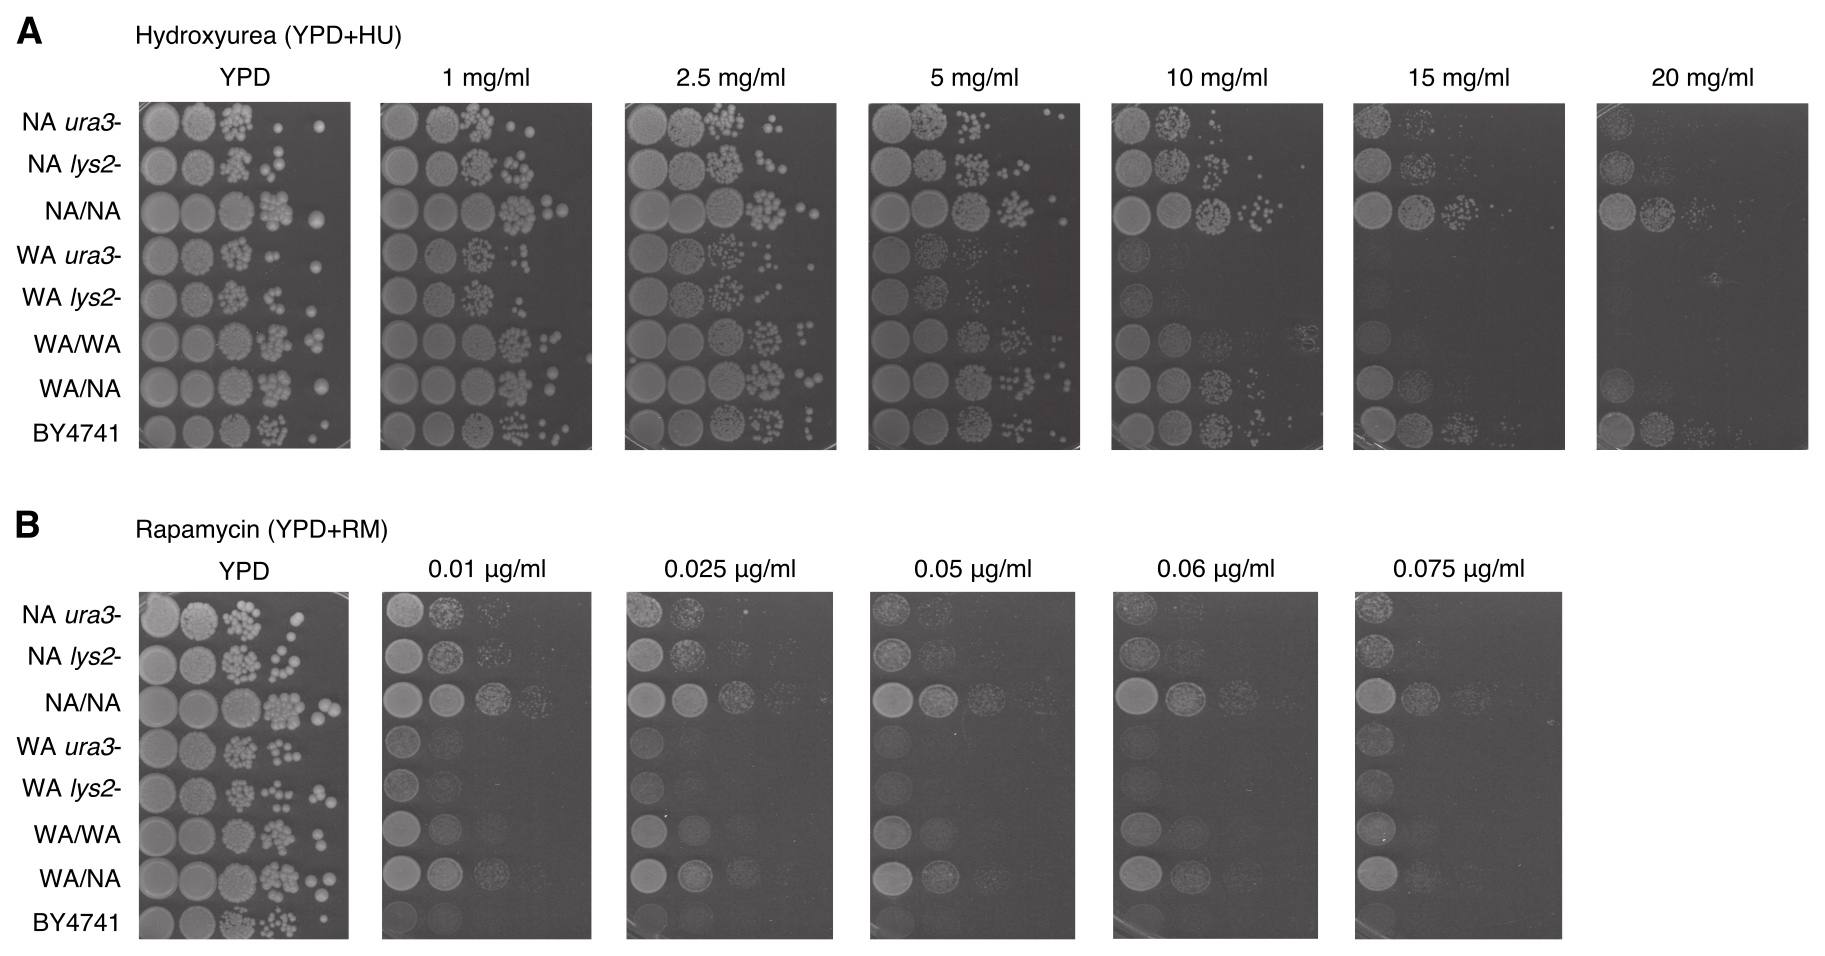 A
Hydroxyurea (YPD+HU)
YPD 1 mg/ml 2.5 mg/ml 5 mg/ml 10 mg/ml 15 mg/ml 20 mg/ml
NA ura3-
NA lys2-
NA/NA
WA ura3-
WA lys2-
WA/WA
WA/NA
BY4741
B
Rapamycin (YPD+RM)
YPD 0.01 µg/ml 0.025 µg/ml 0.05 µg/ml 0.06 µg/ml 0.075 µg/ml
NA ura3-
NA lys2-
NA/NA
WA ura3-
WA lys2-
WA/WA
WA/NA
BY4741